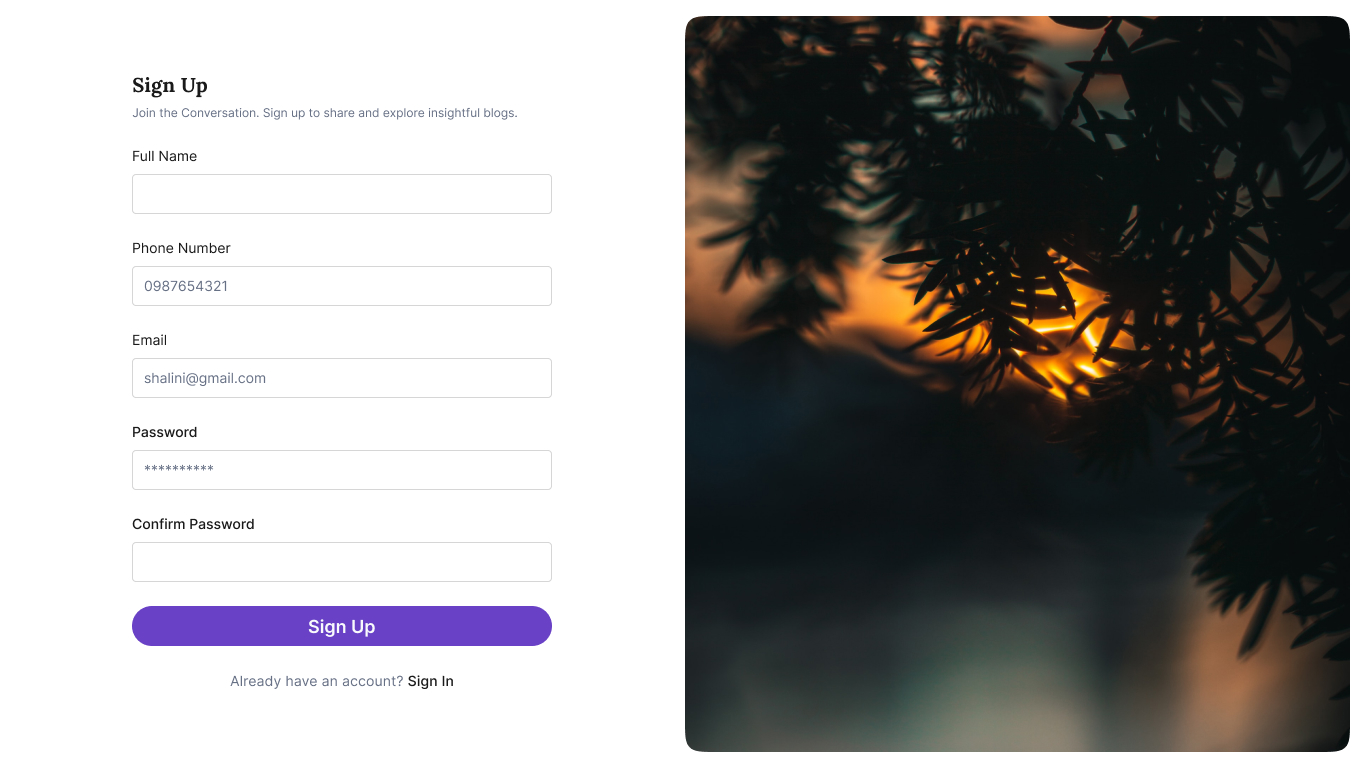 Sign Up
Join the Conversation. Sign up to share and explore insightful blogs.
Full Name
Phone Number
0987654321
Email
shalini@gmail.com
Password
**********
Confirm Password
Sign Up
Already have an account? Sign In